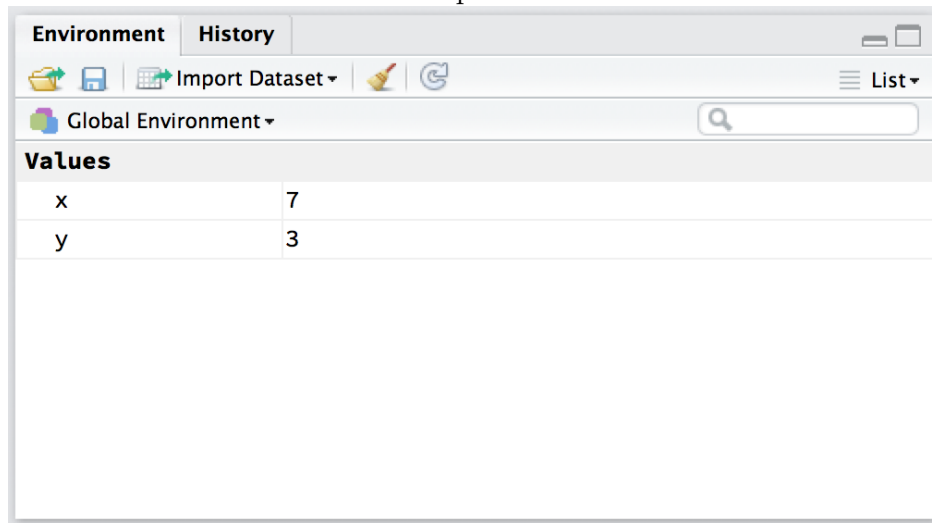 Environment History
Import Dataset List
Global Environment
Values
x 7
y 3